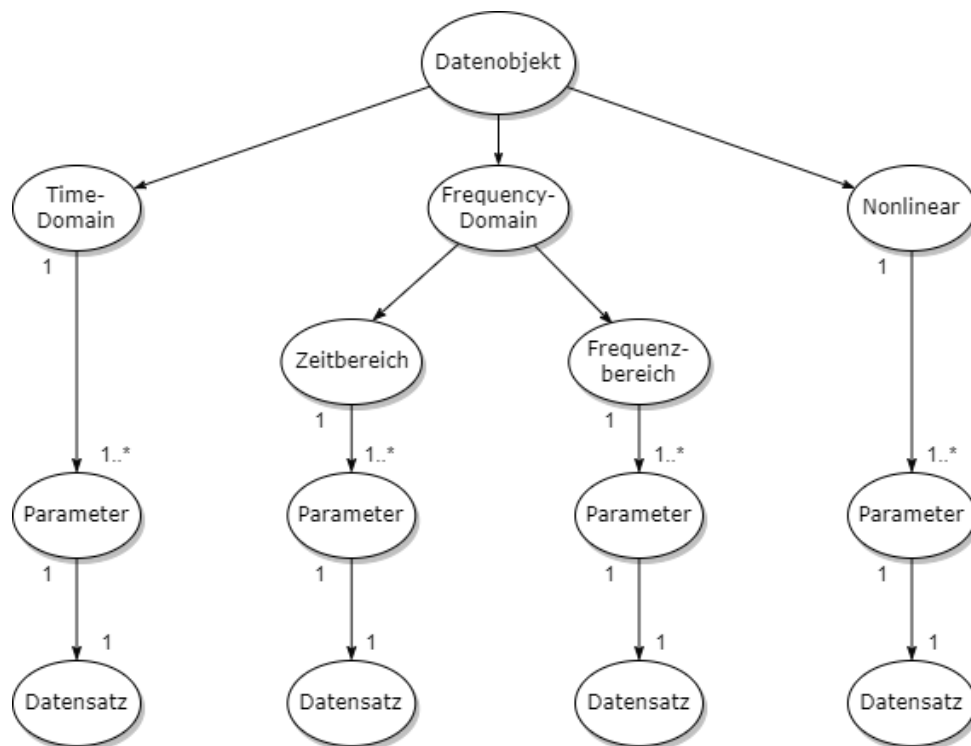 Datenobjekt
Time-
Domain
Frequency-
Domain
Nonlinear
1
1
Zeitbereich
Frequenz-
bereich
1
1
1..*
1..*
1..*
1..*
Parameter
Parameter
Parameter
Parameter
1
1
1
1
1
1
1
1
Datensatz
Datensatz
Datensatz
Datensatz